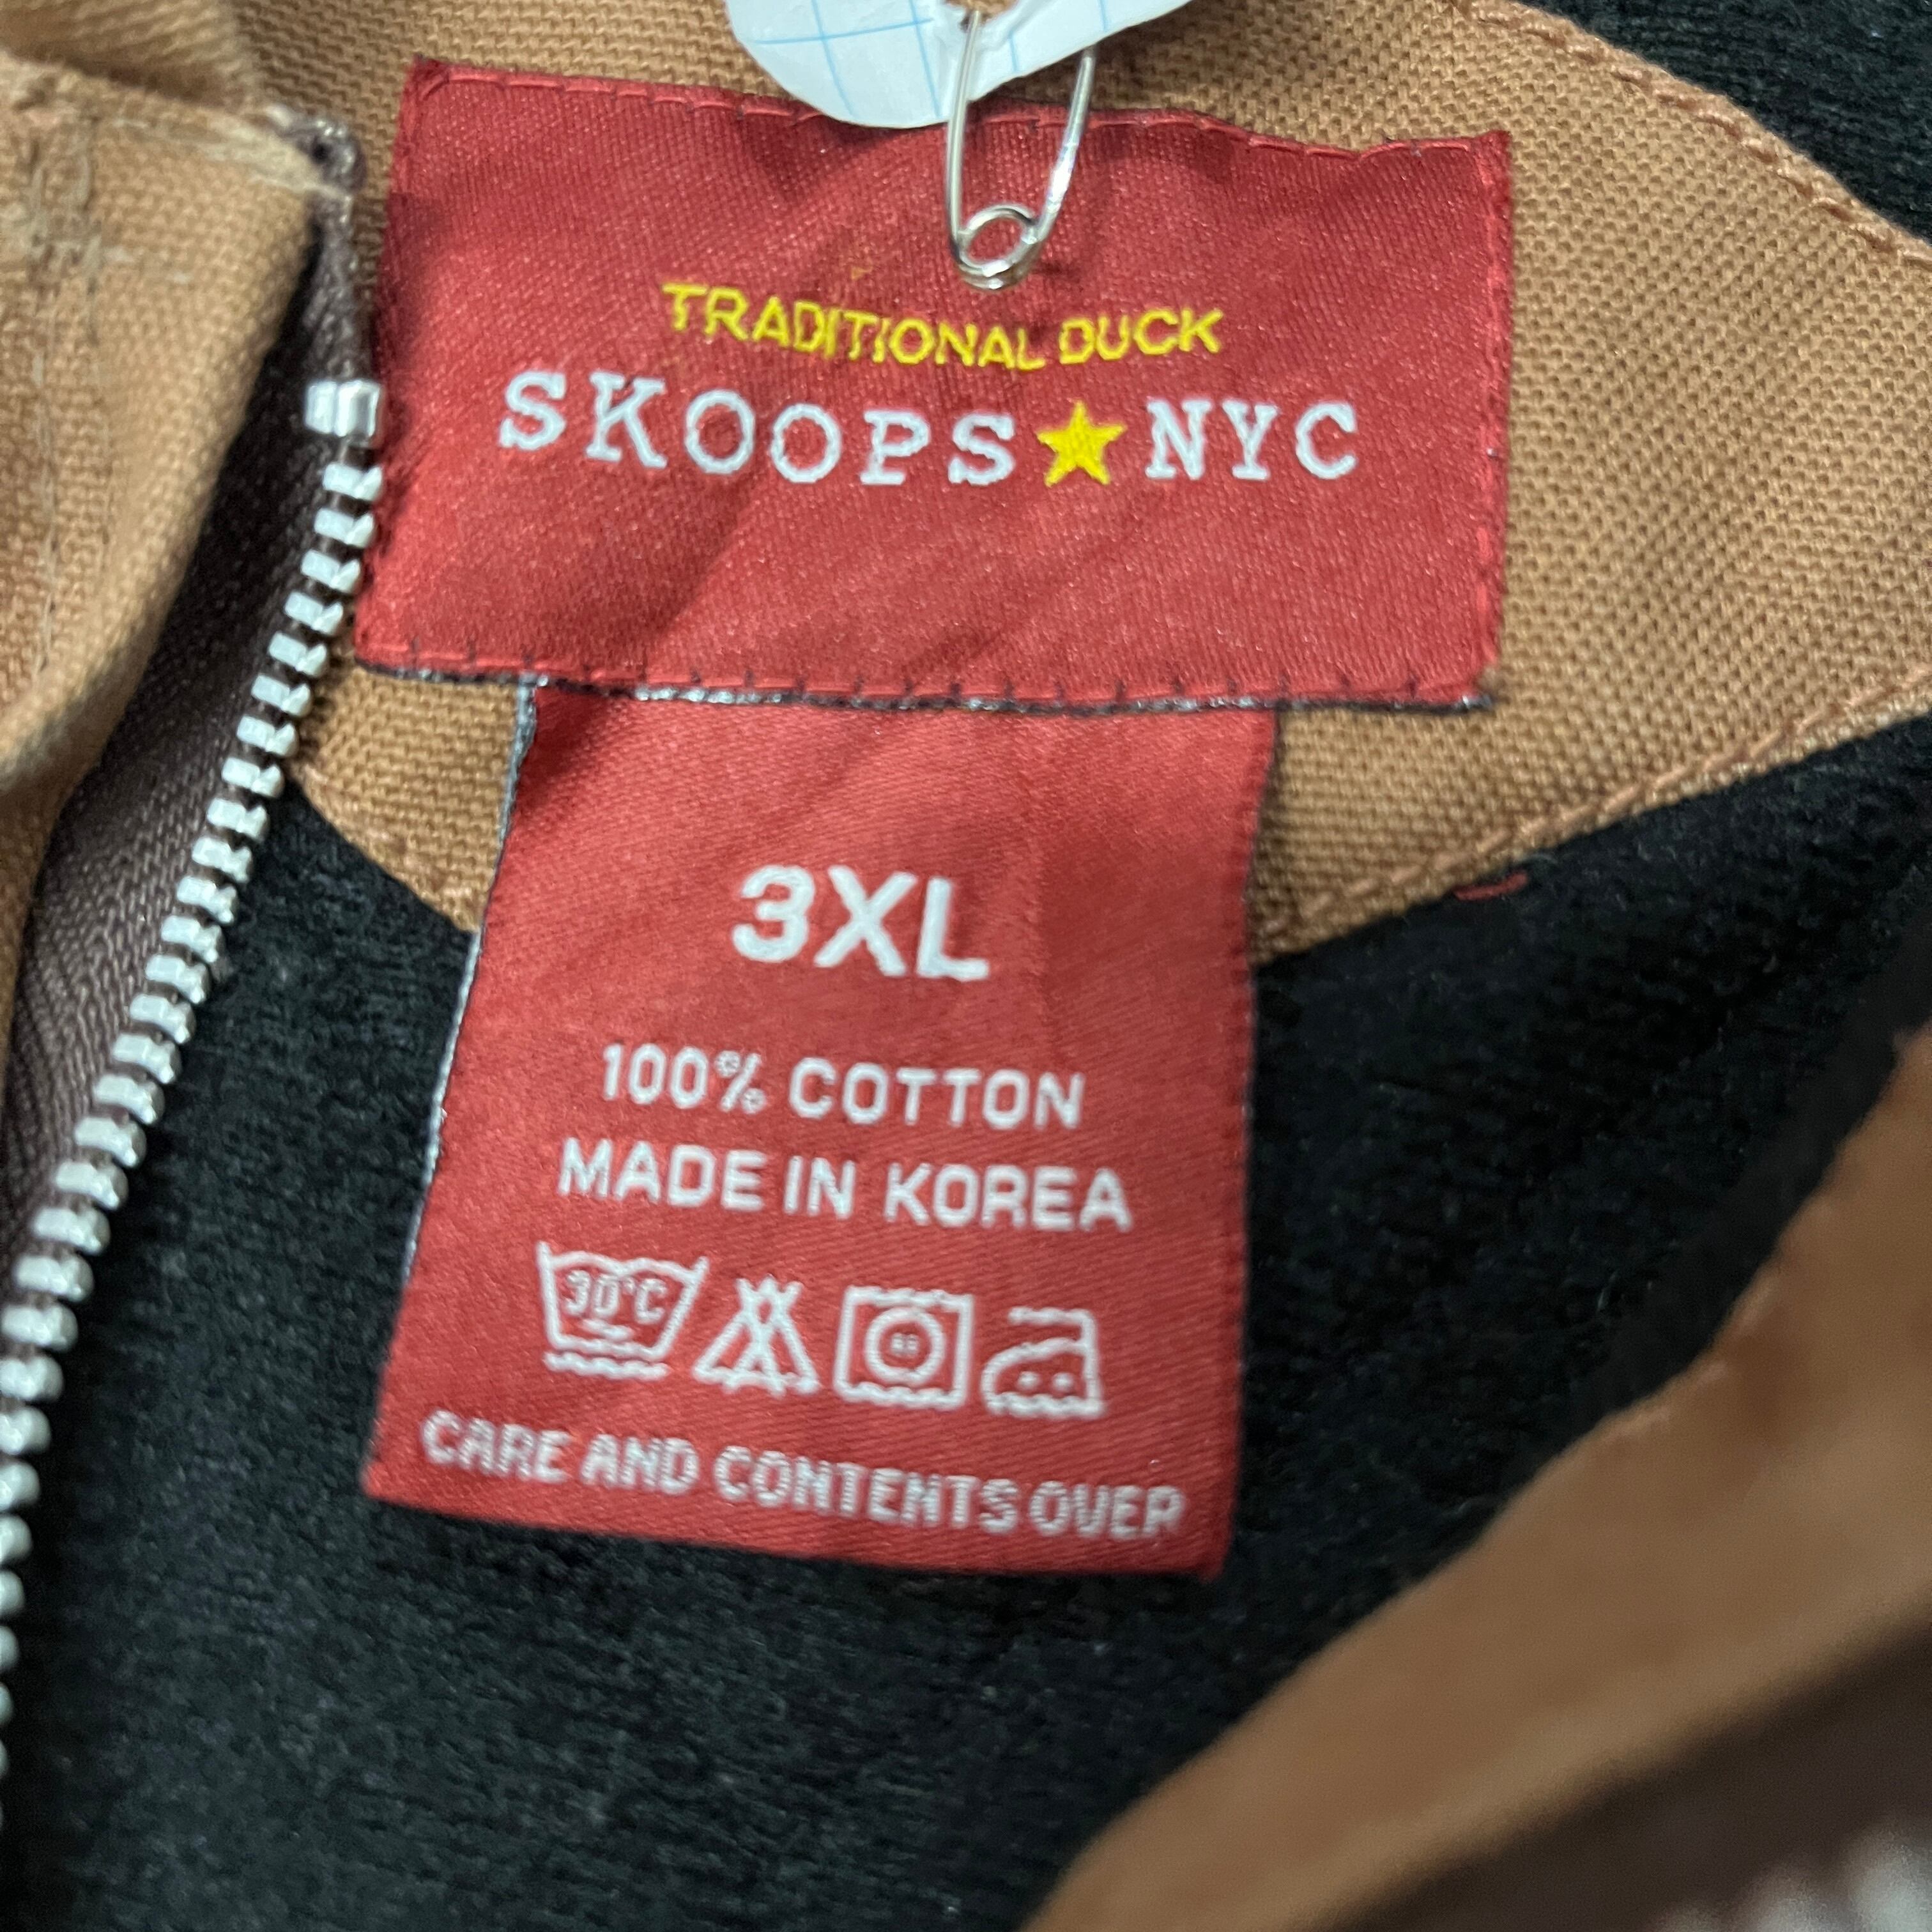 TRADITIONAL DUCK
SKOOPS★NYC
3XL
100% COTTON
MADE IN KOREA
30°C
CARE AND CONTENTS OVER